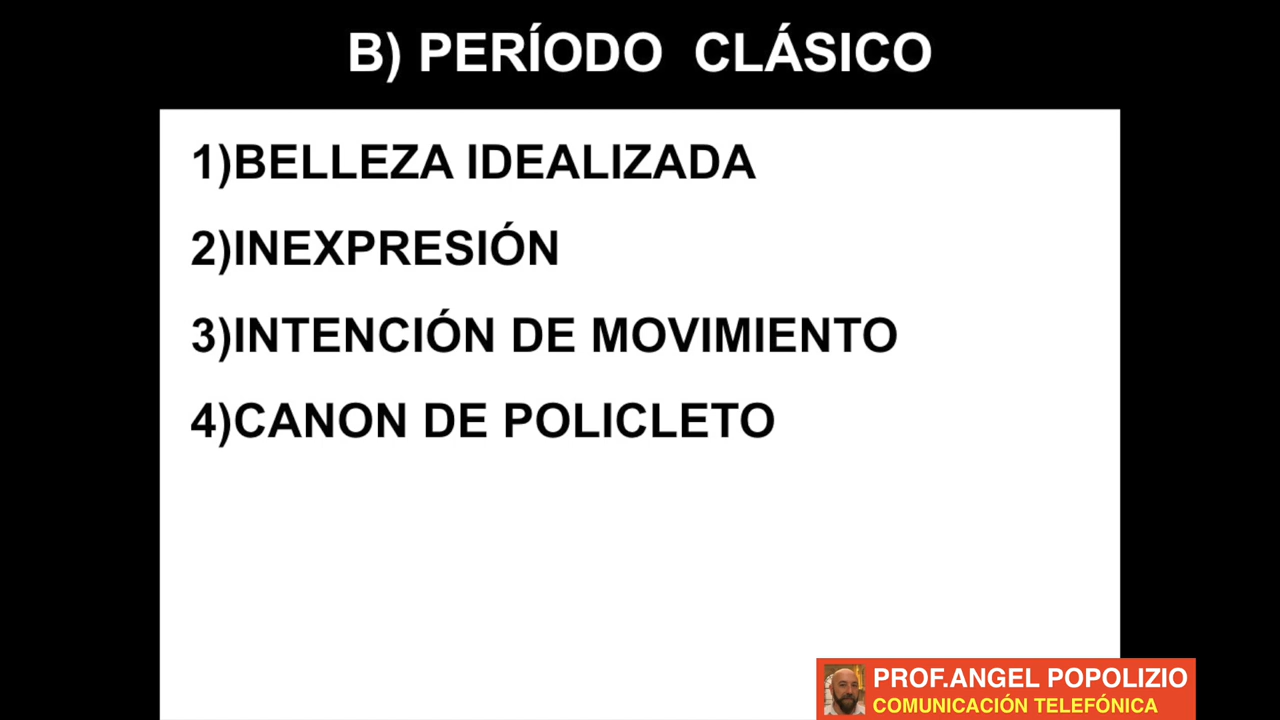 B) PERÍODO CLÁSICO
1)BELLEZA IDEALIZADA
2)INEXPRESIÓN
3)INTENCIÓN DE MOVIMIENTO
4)CANON DE POLICLETO
PROF.ANGEL POPOLIZIO
COMUNICACIÓN TELEFÓNICA